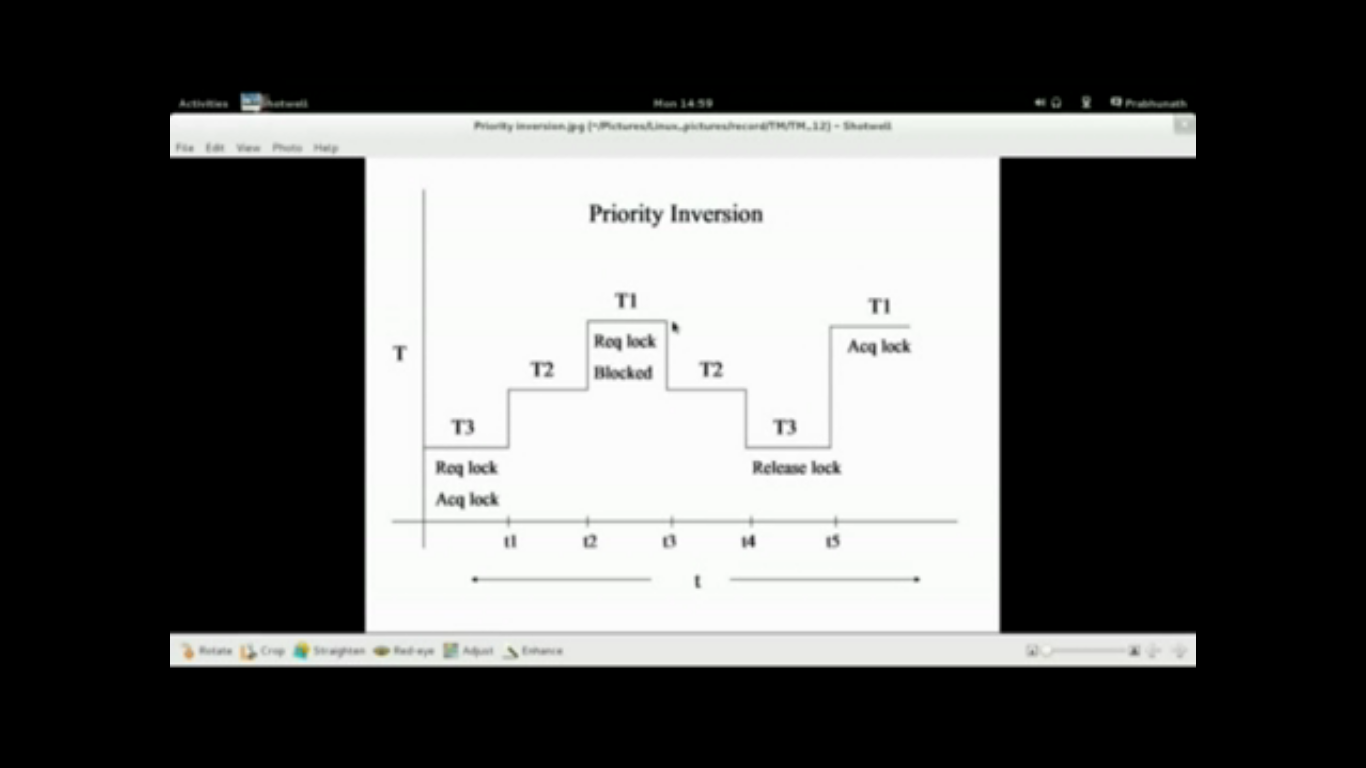 Activities Shotwell Mon 14:59 Prabhunath
Priority inversion.jpg (~/Pictures/Linux_pictures/record/TM/TM_12) - Shotwell
File Edit View Photo Help
Priority Inversion
T1
T1
Req lock
Acq lock
T
T2
Blocked
T2
T3
T3
Req lock
Release lock
Acq lock
t1 t2 t3 t4 t5
t
Rotate Crop Straighten Red-eye Adjust Enhance